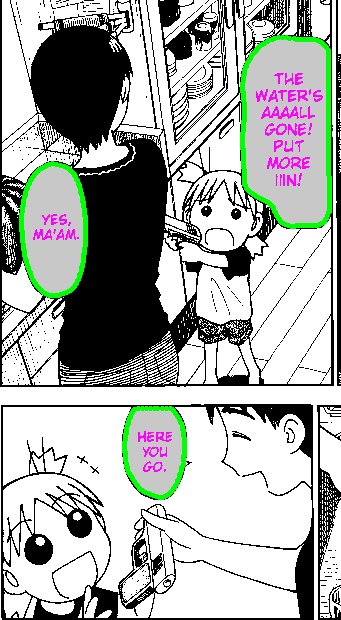 THE
WATER'S
AAAALL
GONE!
PUT
MORE
IIIN!
YES,
MA'AM.
HERE
YOU
GO.